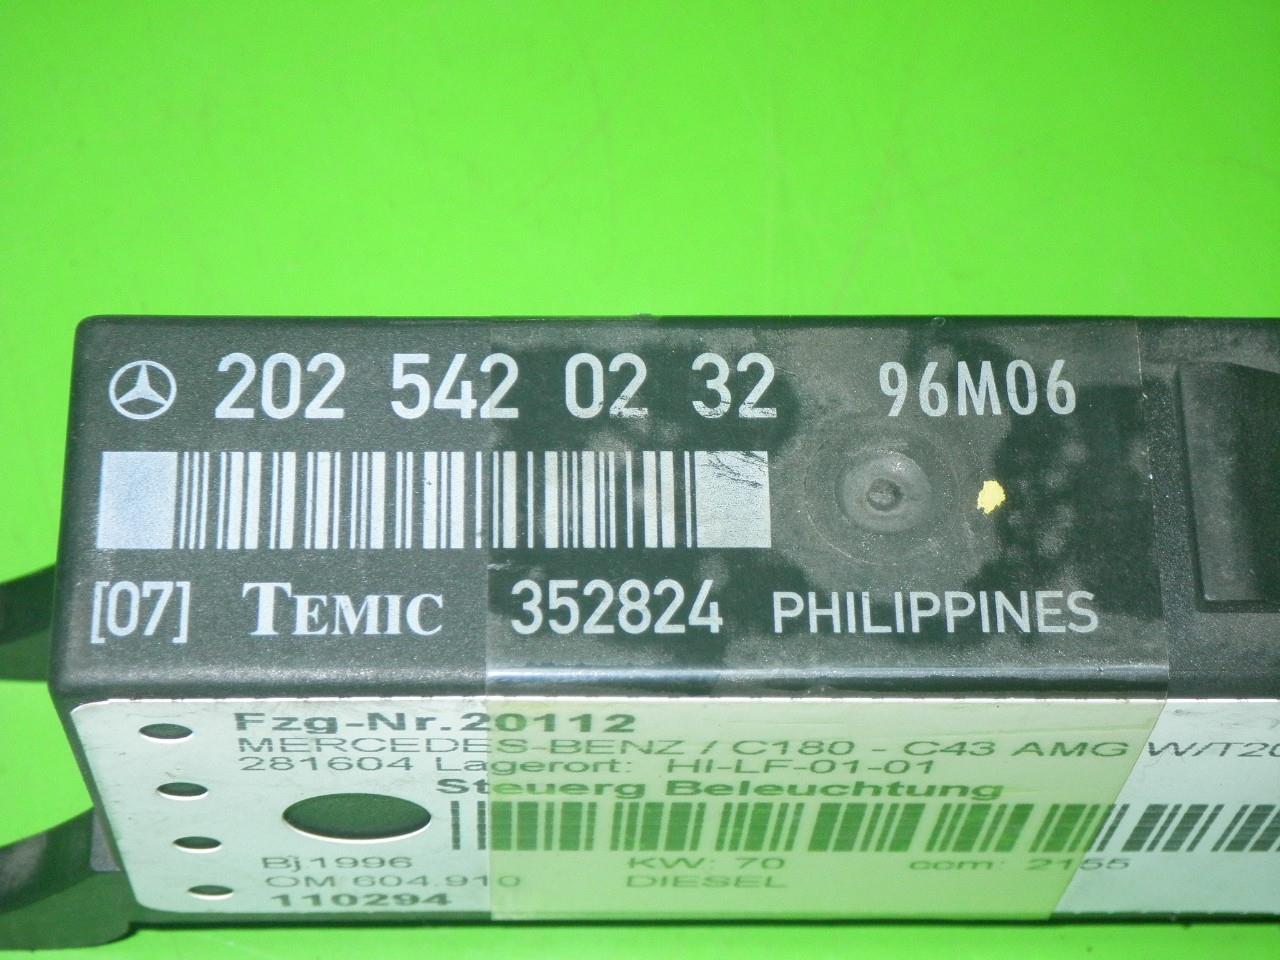 202 542 02 32 96M06
[07] TEMIC 352824 PHILIPPINES
Fzg-Nr.20112
MERCEDES-BENZ / C180 - C43 AMG W/T20
281604 Lagerort: HI-LF-01-01
Steuerg Beleuchtung
Bj1996 KW: 70 ccm: 2155
OM 604.910 DIESEL
110294